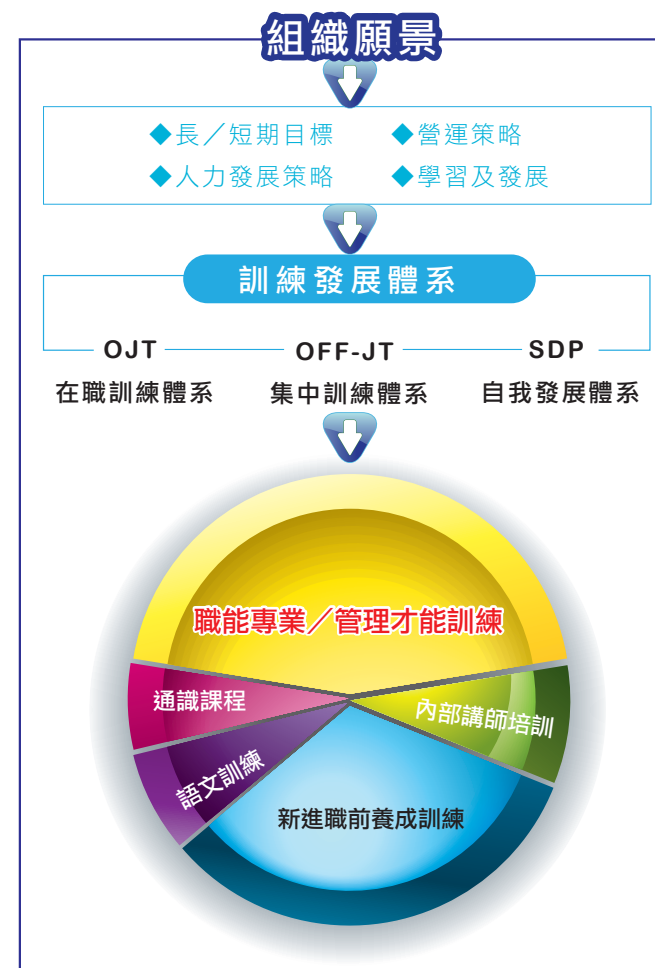 組織願景
◆長／短期目標 ◆營運策略
◆人力發展策略 ◆學習及發展
訓練發展體系
OJT OFF-JT SDP
在職訓練體系 集中訓練體系 自我發展體系
職能專業／管理才能訓練
通識課程
內部講師培訓
語文訓練
新進職前養成訓練